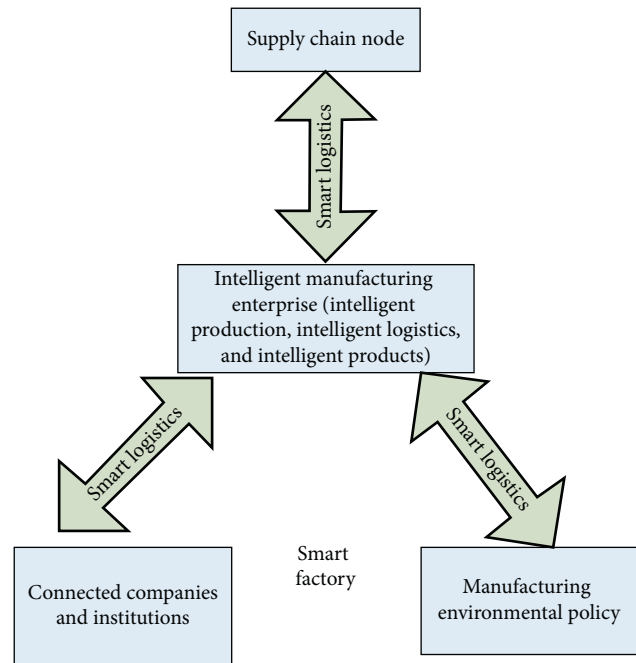 Supply chain node
Smart logistics
Intelligent manufacturing
enterprise (intelligent
production, intelligent logistics,
and intelligent products)
Smart logistics
Smart logistics
Smart
factory
Connected companies
and institutions
Manufacturing
environmental policy